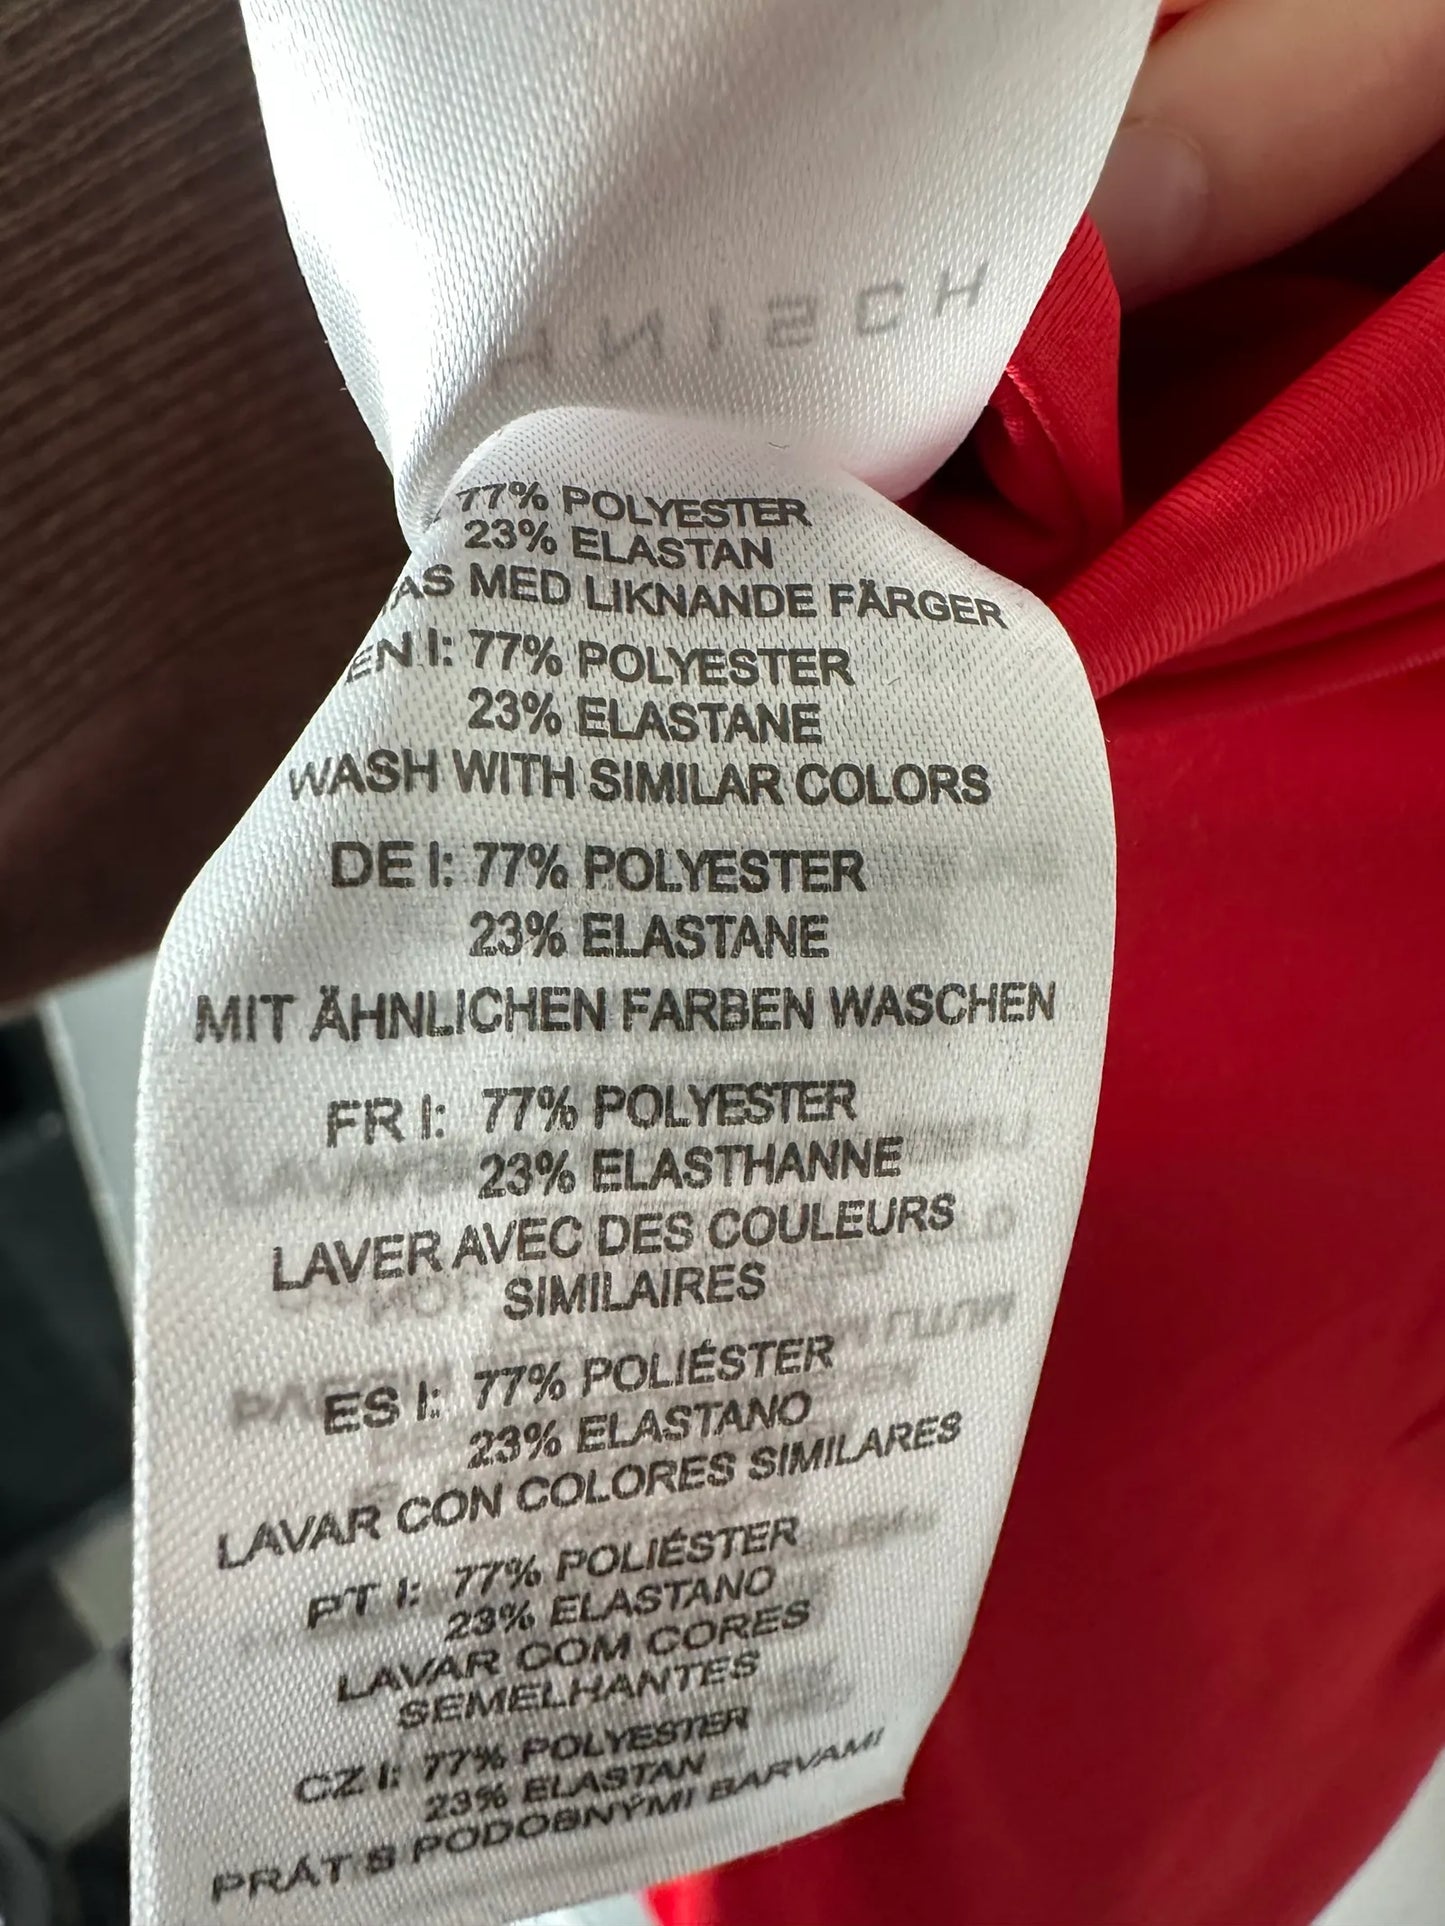 77% POLYESTER
23% ELASTAN
MED LIKNANDE FÄRGER
EN I: 77% POLYESTER
23% ELASTANE
WASH WITH SIMILAR COLORS
DE I: 77% POLYESTER
23% ELASTANE
MIT ÄHNLICHEN FARBEN WASCHEN
FR I: 77% POLYESTER
23% ELASTHANNE
LAVER AVEC DES COULEURS
SIMILAIRES
ES I: 77% POLIÉSTER
23% ELASTANO
LAVAR CON COLORES SIMILARES
PT I: 77% POLIÉSTER
23% ELASTANO
LAVAR COM CORES
SEMELHANTES
CZ I: 77% POLYESTER
23% ELASTAN
PRÁT S PODOBNÝMI BARVAMI